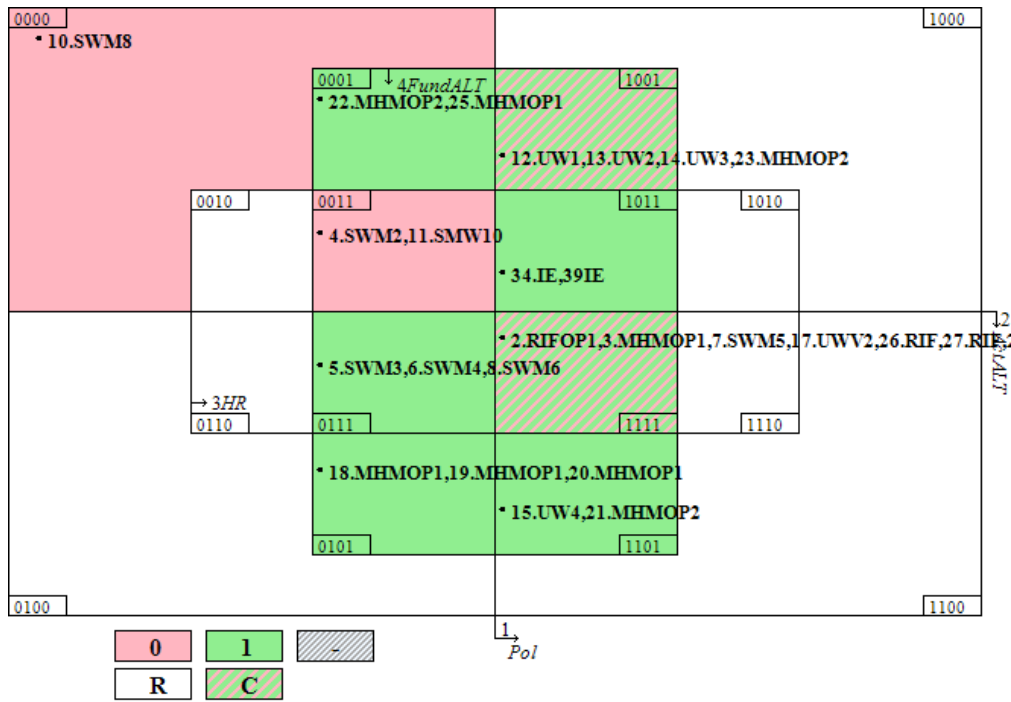 0000
1000
10.SWM8
0001
4FundALT
1001
22.MHMOP2,25.MHMOP1
12.UW1,13.UW2,14.UW3,23.MHMOP2
0010
0011
1011
1010
4.SWM2,11.SMW10
34.IE,39IE
2
2.RIFOP1,3.MHMOP1,7.SWM5,17.UWV2,26.RIF,27.RIF,2
5.SWM3,6.SWM4,8.SWM6
3HR
0110
0111
1111
1110
18.MHMOP1,19.MHMOP1,20.MHMOP1
15.UW4,21.MHMOP2
0101
1101
0100
1100
1
Pol
0
1
-
R
C